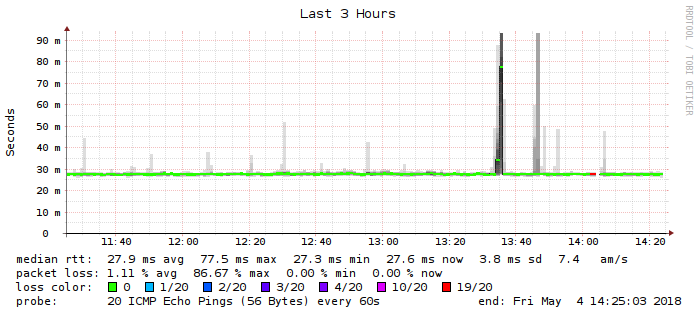 Last 3 Hours
RRDTOOL / TOBI OETIKER
Seconds
90 m
80 m
70 m
60 m
50 m
40 m
30 m
20 m
10 m
0
11:40 12:00 12:20 12:40 13:00 13:20 13:40 14:00 14:20
median rtt: 27.9 ms avg 77.5 ms max 27.3 ms min 27.6 ms now 3.8 ms sd 7.4 am/s
packet loss: 1.11 % avg 86.67 % max 0.00 % min 0.00 % now
loss color: 0 1/20 2/20 3/20 4/20 10/20 19/20
probe: 20 ICMP Echo Pings (56 Bytes) every 60s end: Fri May 4 14:25:03 2018